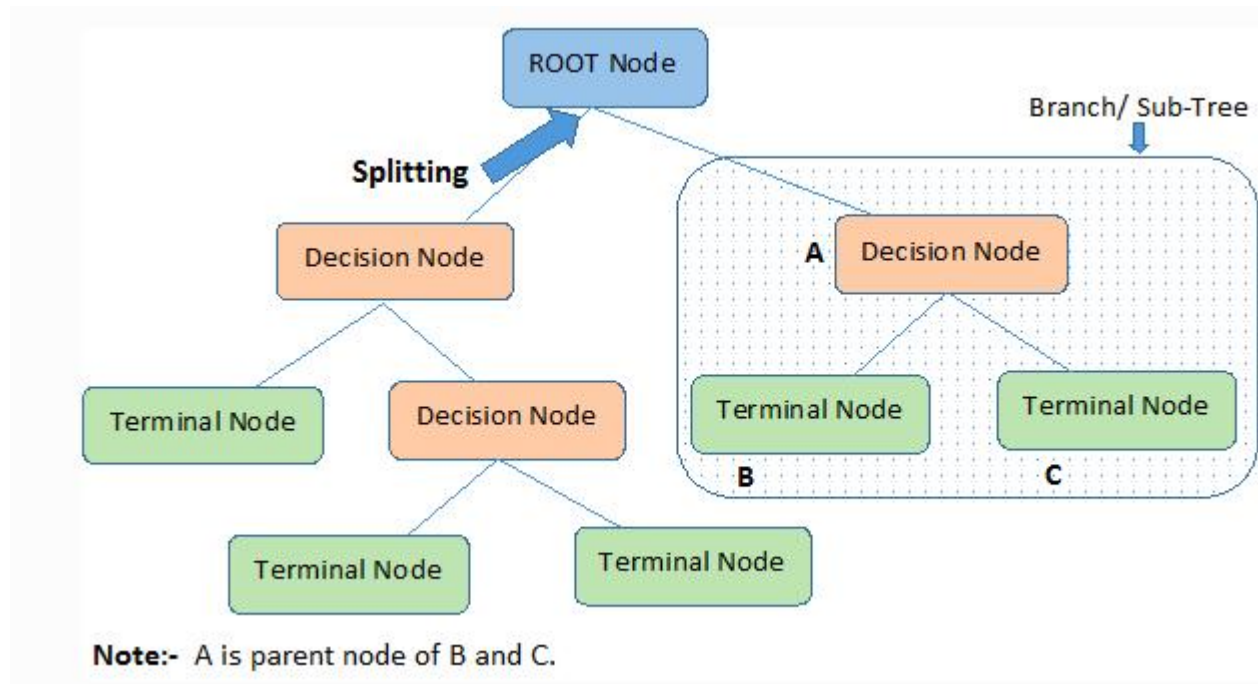 ROOT Node
Branch/ Sub-Tree
Splitting
Decision Node
A
Decision Node
Terminal Node
Decision Node
Terminal Node
Terminal Node
B
C
Terminal Node
Terminal Node
Note:- A is parent node of B and C.